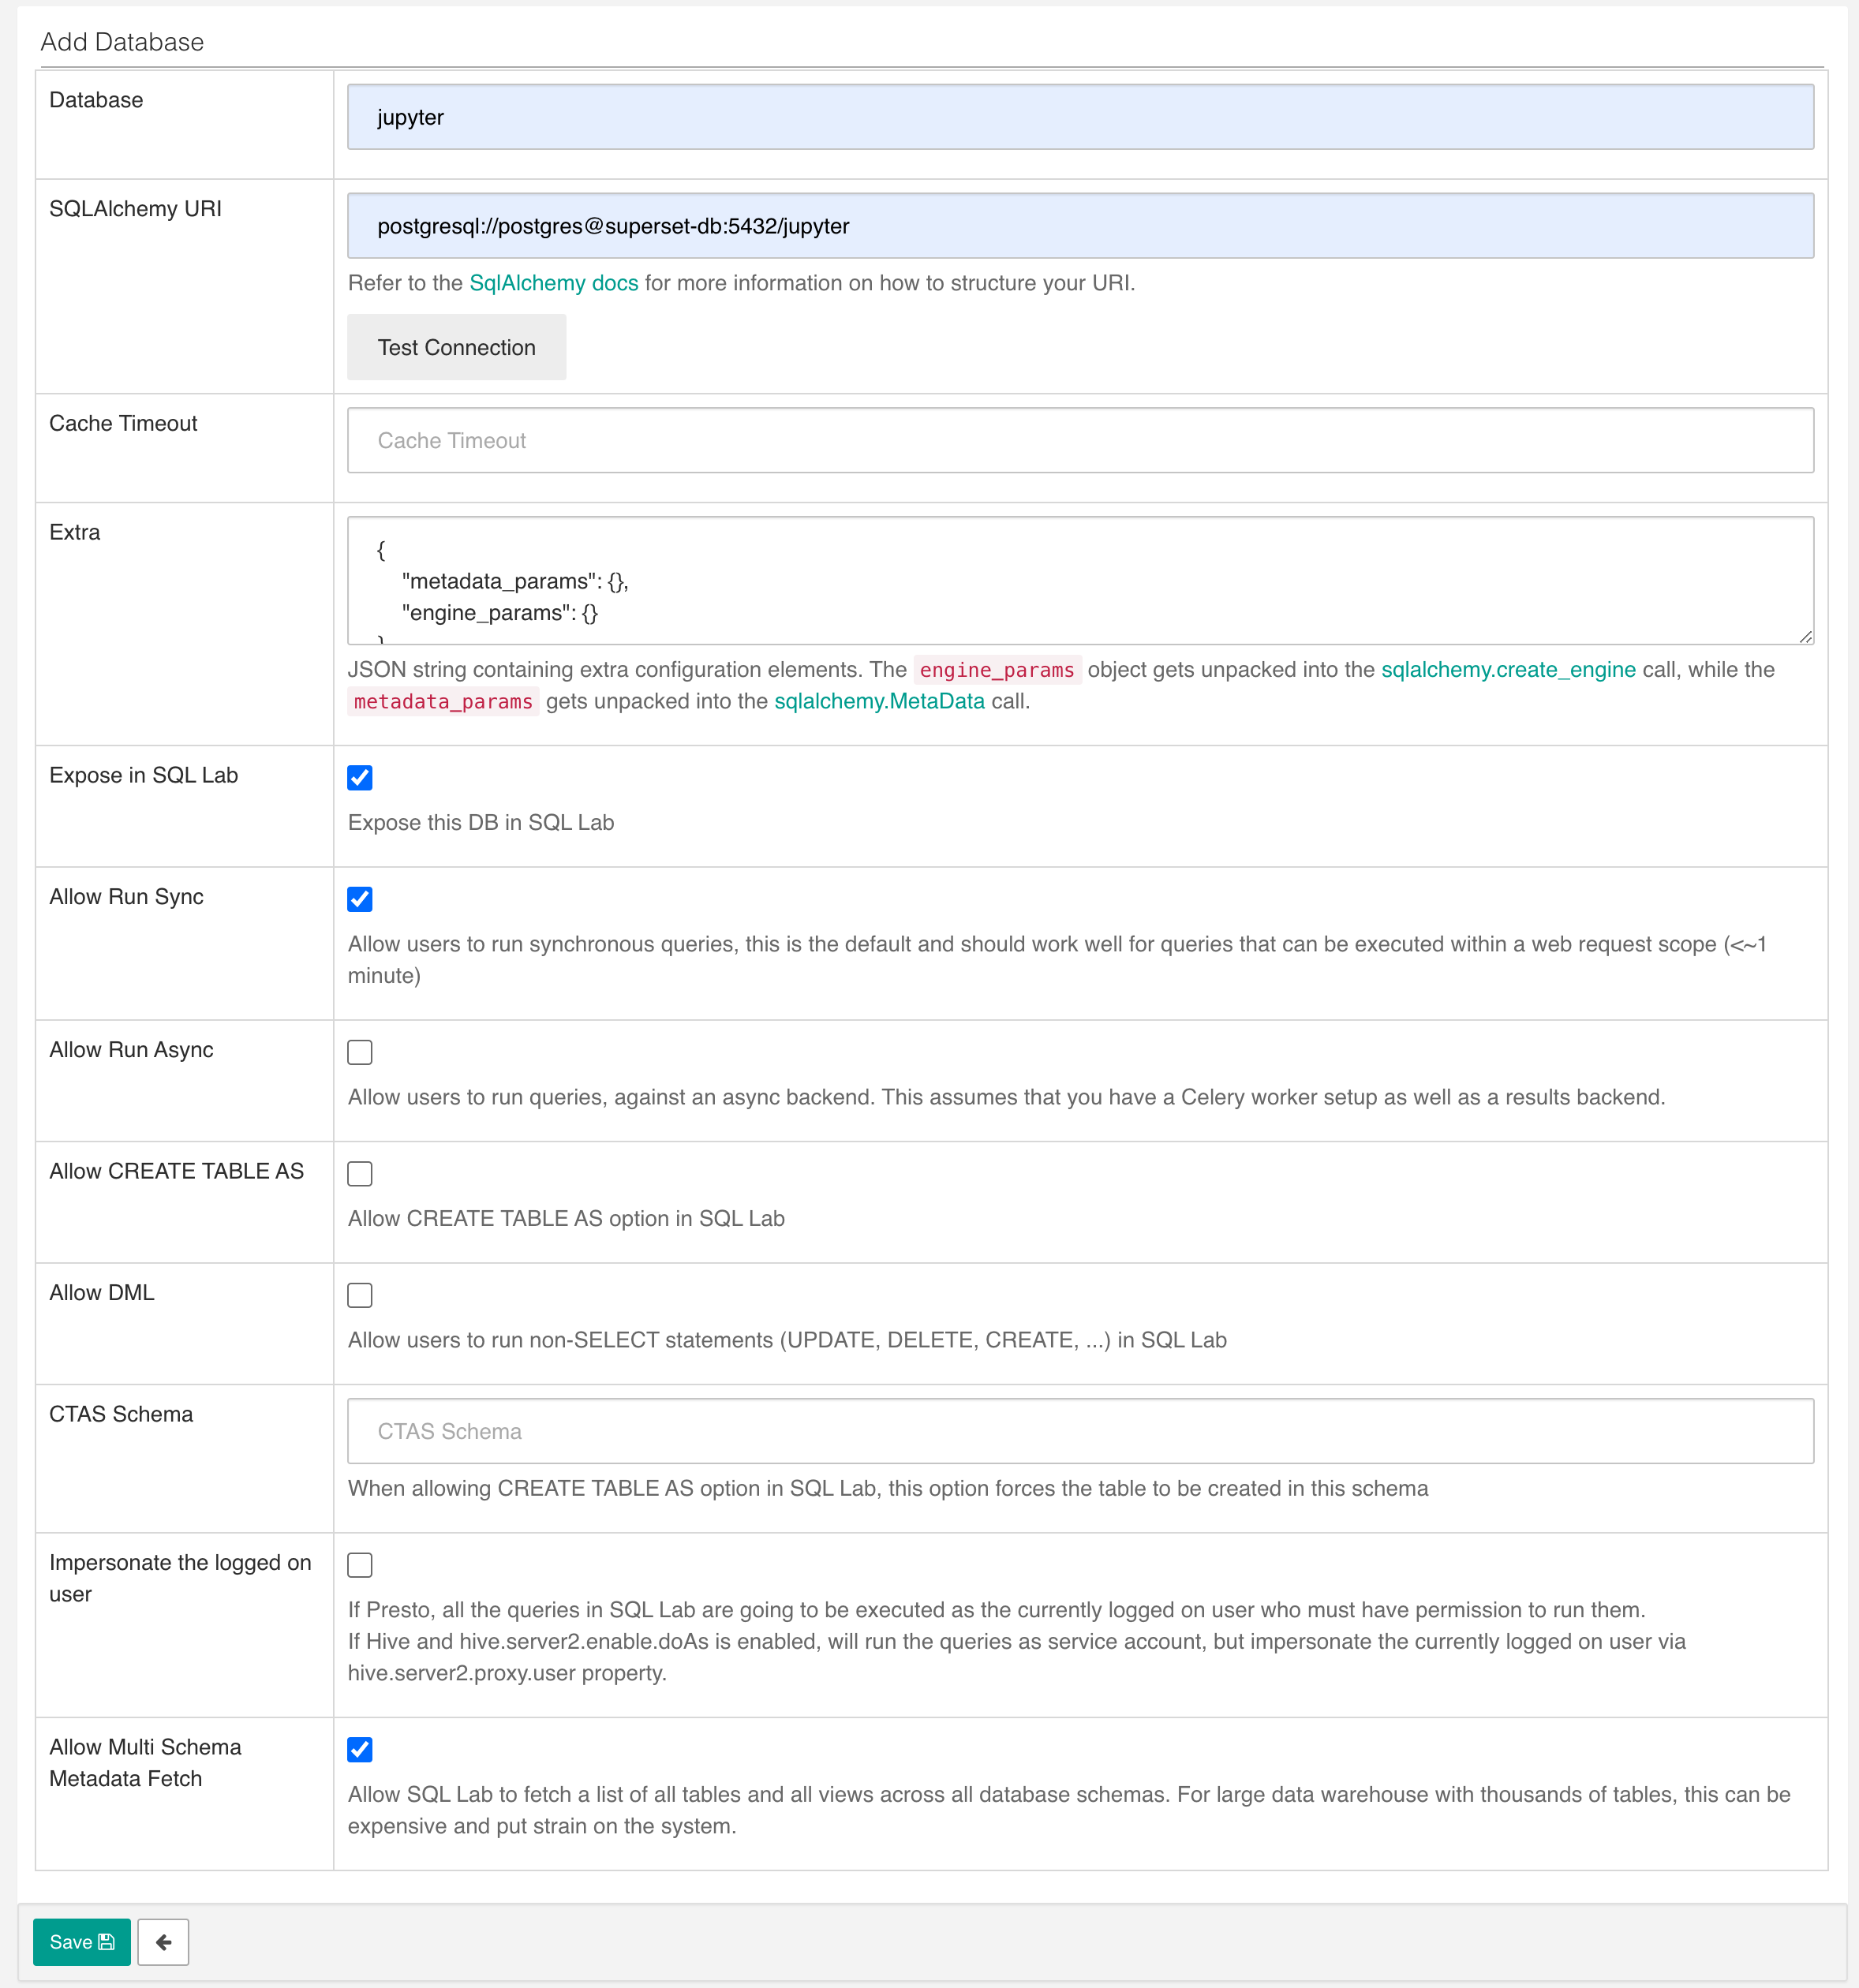 Add Database
Database
jupyter
SQLAlchemy URI
postgresql://postgres@superset-db:5432/jupyter
Refer to the SqlAlchemy docs for more information on how to structure your URI.
Test Connection
Cache Timeout
Cache Timeout
Extra
{
"metadata_params": {},
"engine_params": {}
}
JSON string containing extra configuration elements. The engine_params object gets unpacked into the sqlalchemy.create_engine call, while the
metadata_params gets unpacked into the sqlalchemy.MetaData call.
Expose in SQL Lab
Expose this DB in SQL Lab
Allow Run Sync
Allow users to run synchronous queries, this is the default and should work well for queries that can be executed within a web request scope (<~1
minute)
Allow Run Async
Allow users to run queries, against an async backend. This assumes that you have a Celery worker setup as well as a results backend.
Allow CREATE TABLE AS
Allow CREATE TABLE AS option in SQL Lab
Allow DML
Allow users to run non-SELECT statements (UPDATE, DELETE, CREATE, ...) in SQL Lab
CTAS Schema
CTAS Schema
When allowing CREATE TABLE AS option in SQL Lab, this option forces the table to be created in this schema
Impersonate the logged on
user
If Presto, all the queries in SQL Lab are going to be executed as the currently logged on user who must have permission to run them.
If Hive and hive.server2.enable.doAs is enabled, will run the queries as service account, but impersonate the currently logged on user via
hive.server2.proxy.user property.
Allow Multi Schema
Metadata Fetch
Allow SQL Lab to fetch a list of all tables and all views across all database schemas. For large data warehouse with thousands of tables, this can be
expensive and put strain on the system.
Save